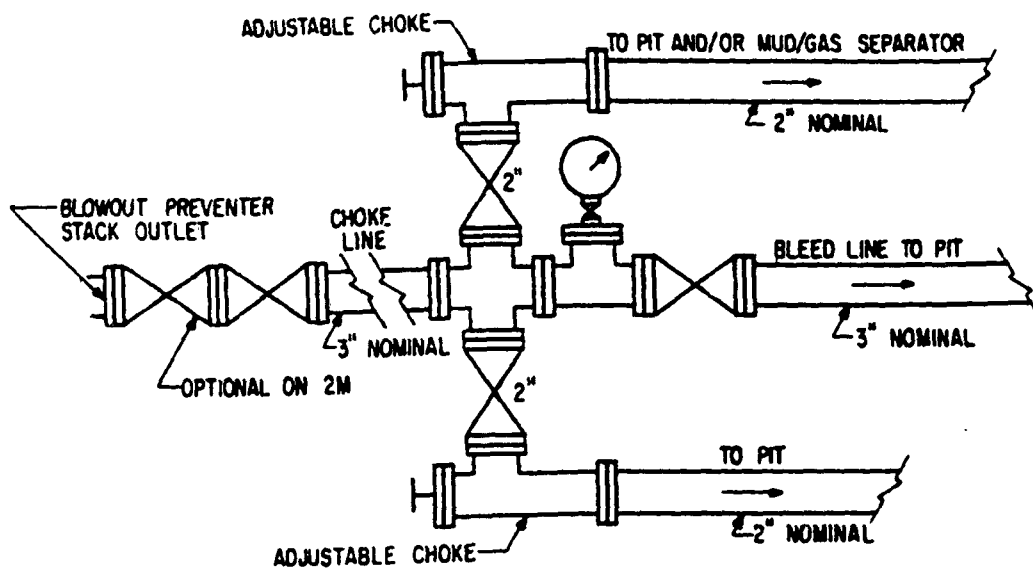 ADJUSTABLE CHOKE
TO PIT AND/OR MUD/GAS SEPARATOR
2" NOMINAL
2"
BLOWOUT PREVENTER
STACK OUTLET
CHOKE
LINE
BLEED LINE TO PIT
3" NOMINAL
3" NOMINAL
OPTIONAL ON 2M
2"
TO PIT
2" NOMINAL
ADJUSTABLE CHOKE